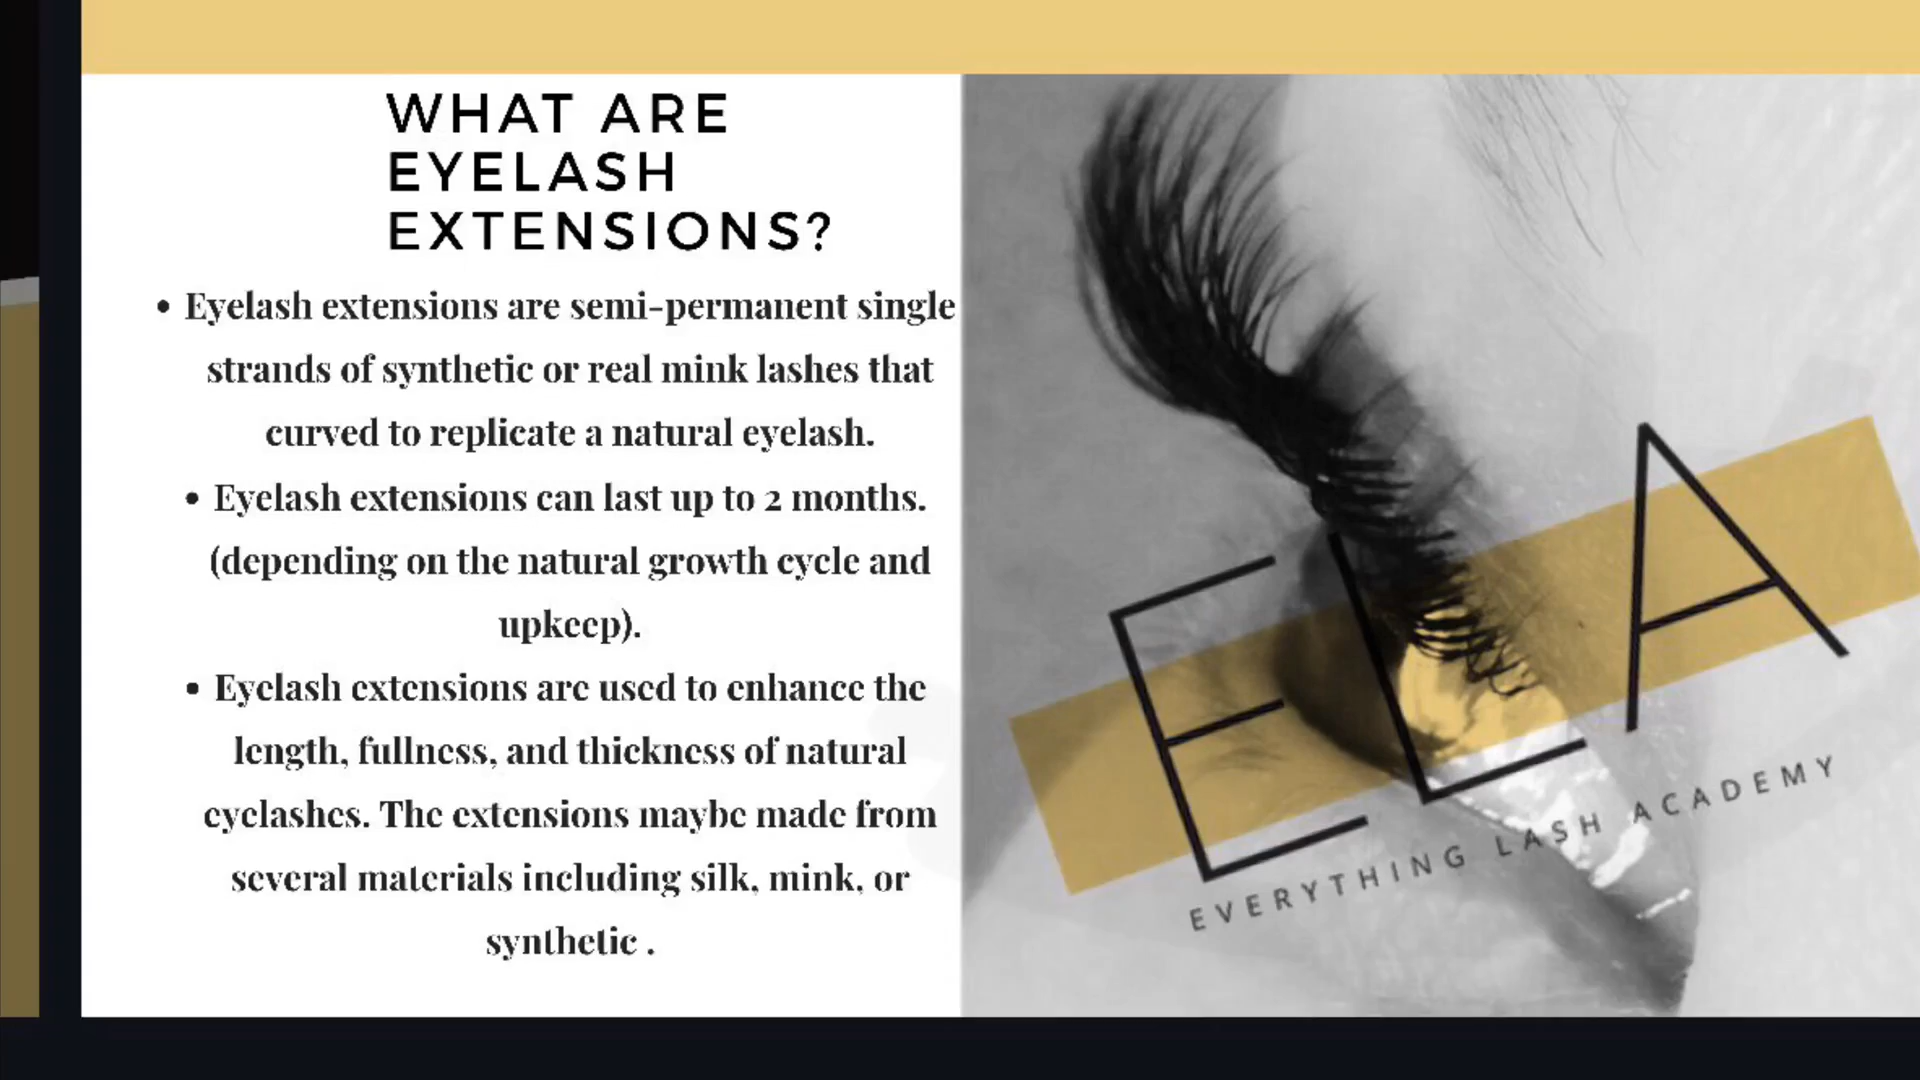 WHAT ARE
EYELASH
EXTENSIONS?
• Eyelash extensions are semi-permanent single
strands of synthetic or real mink lashes that
curved to replicate a natural eyelash.
• Eyelash extensions can last up to 2 months.
(depending on the natural growth cycle and
upkeep).
• Eyelash extensions are used to enhance the
length, fullness, and thickness of natural
eyelashes. The extensions maybe made from
several materials including silk, mink, or
synthetic .
ELA
EVERYTHING LASH ACADEMY